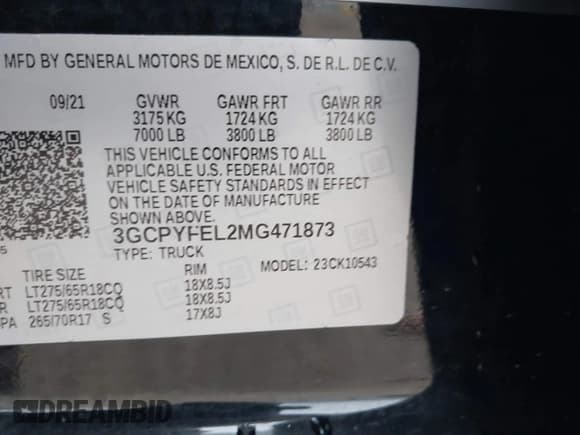 MFD BY GENERAL MOTORS DE MEXICO, S. DE R.L. DE C.V.
09/21 GVWR GAWR FRT GAWR RR
3175 KG 1724 KG 1724 KG
7000 LB 3800 LB 3800 LB
THIS VEHICLE CONFORMS TO ALL
APPLICABLE U.S. FEDERAL MOTOR
VEHICLE SAFETY STANDARDS IN EFFECT
ON THE DATE OF MANUFACTURE
SHOWN ABOVE.
3GCPYFEL2MG471873
TYPE: TRUCK MODEL: 23CK10543
TIRE SIZE RIM
RT LT275/65R18CQ 18X8.5J
LT275/65R18CQ 18X8.5J
PA 265/70R17 S 17X8J
DREAMBID